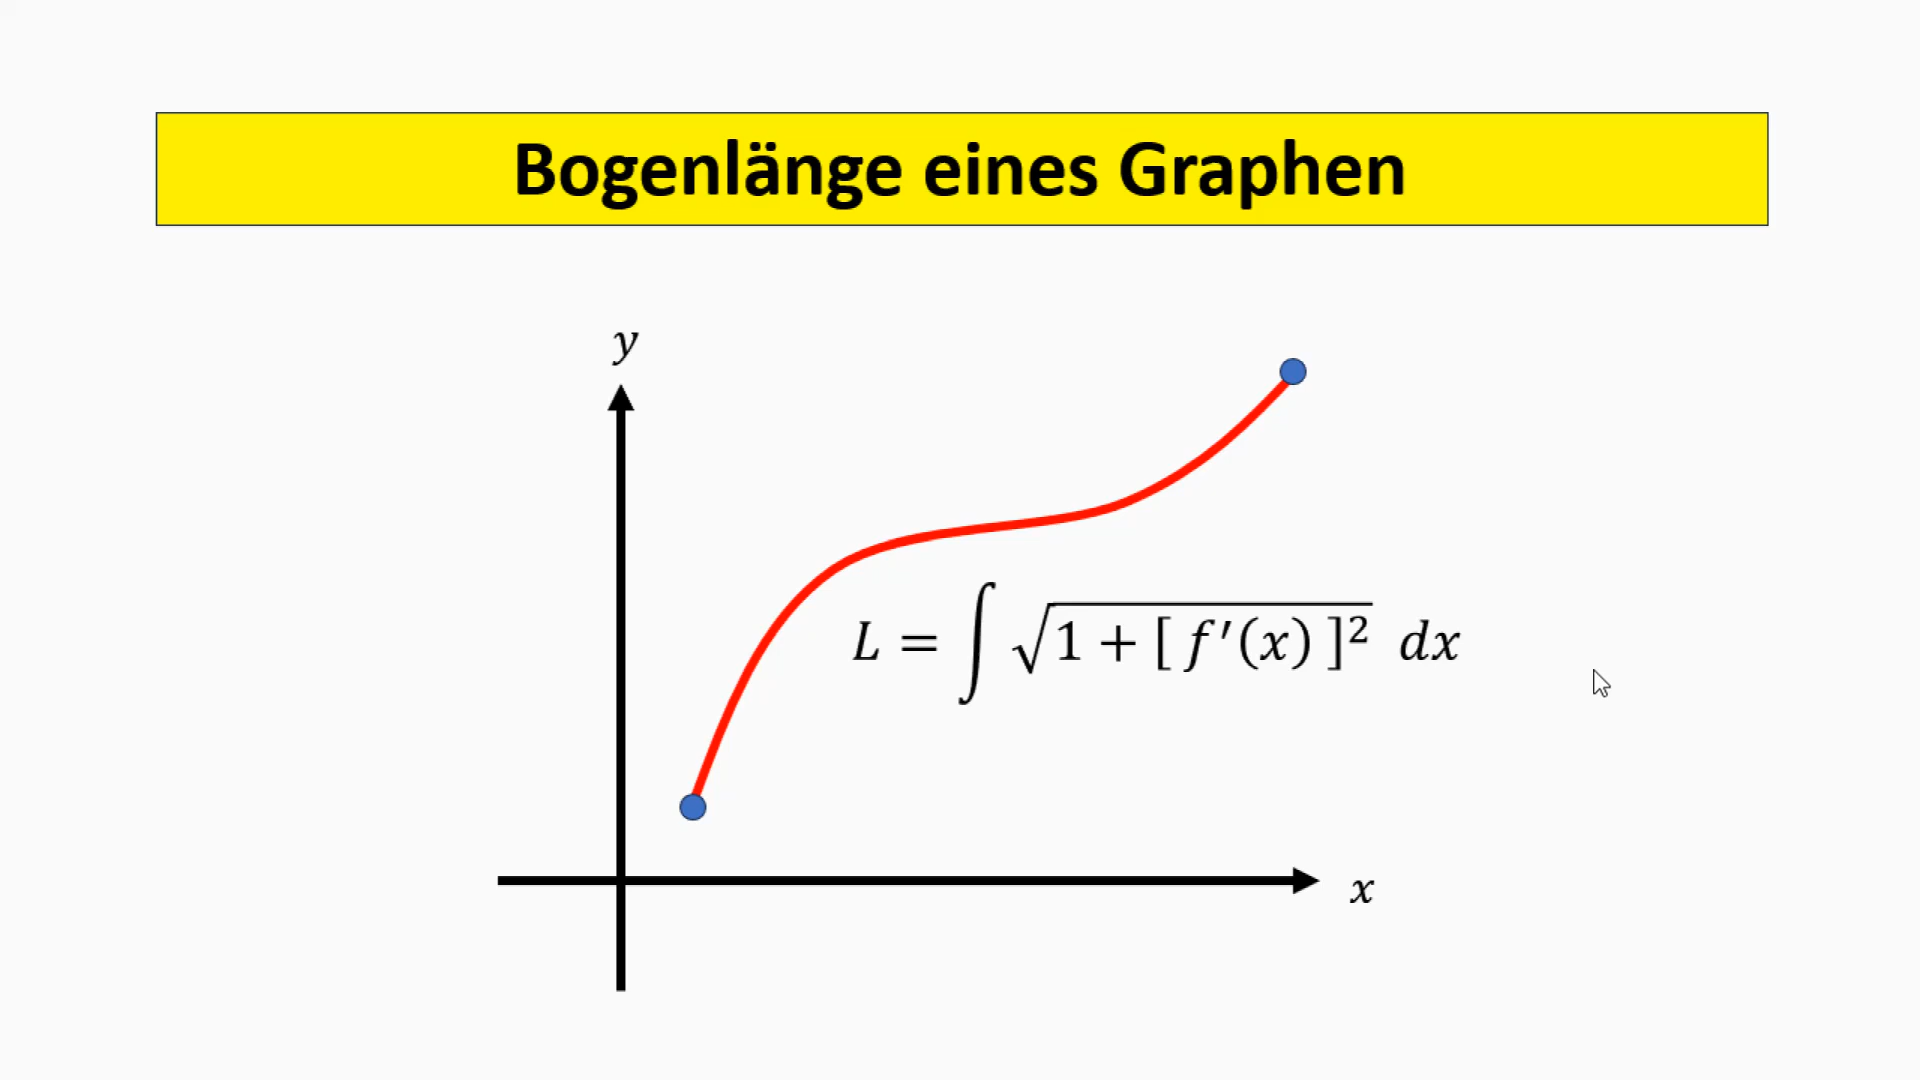 Bogenlänge eines Graphen
y
L = ∫ √1 + [ f′(x) ]² dx
x